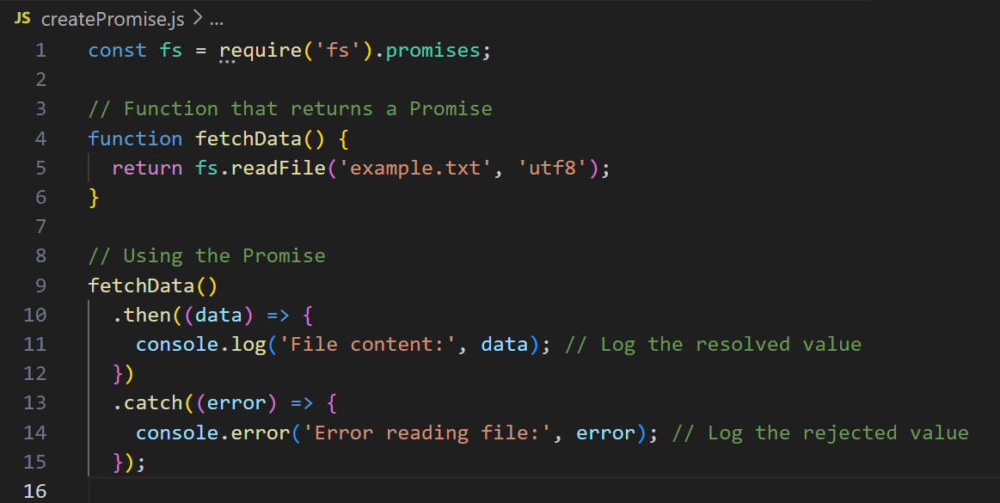 JS createPromise.js > ...
1 const fs = require('fs').promises;
2
3 // Function that returns a Promise
4 function fetchData() {
5   return fs.readFile('example.txt', 'utf8');
6 }
7
8 // Using the Promise
9 fetchData()
10   .then((data) => {
11     console.log('File content:', data); // Log the resolved value
12   })
13   .catch((error) => {
14     console.error('Error reading file:', error); // Log the rejected value
15   });
16